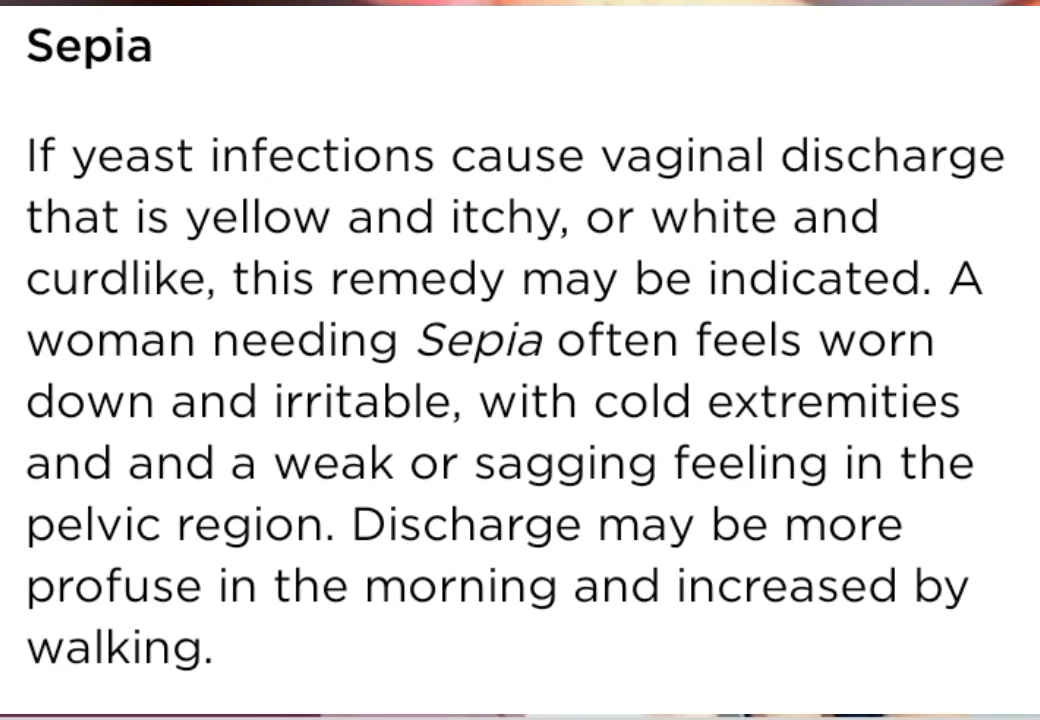 Sepia
If yeast infections cause vaginal discharge
that is yellow and itchy, or white and
curdlike, this remedy may be indicated. A
woman needing Sepia often feels worn
down and irritable, with cold extremities
and and a weak or sagging feeling in the
pelvic region. Discharge may be more
profuse in the morning and increased by
walking.